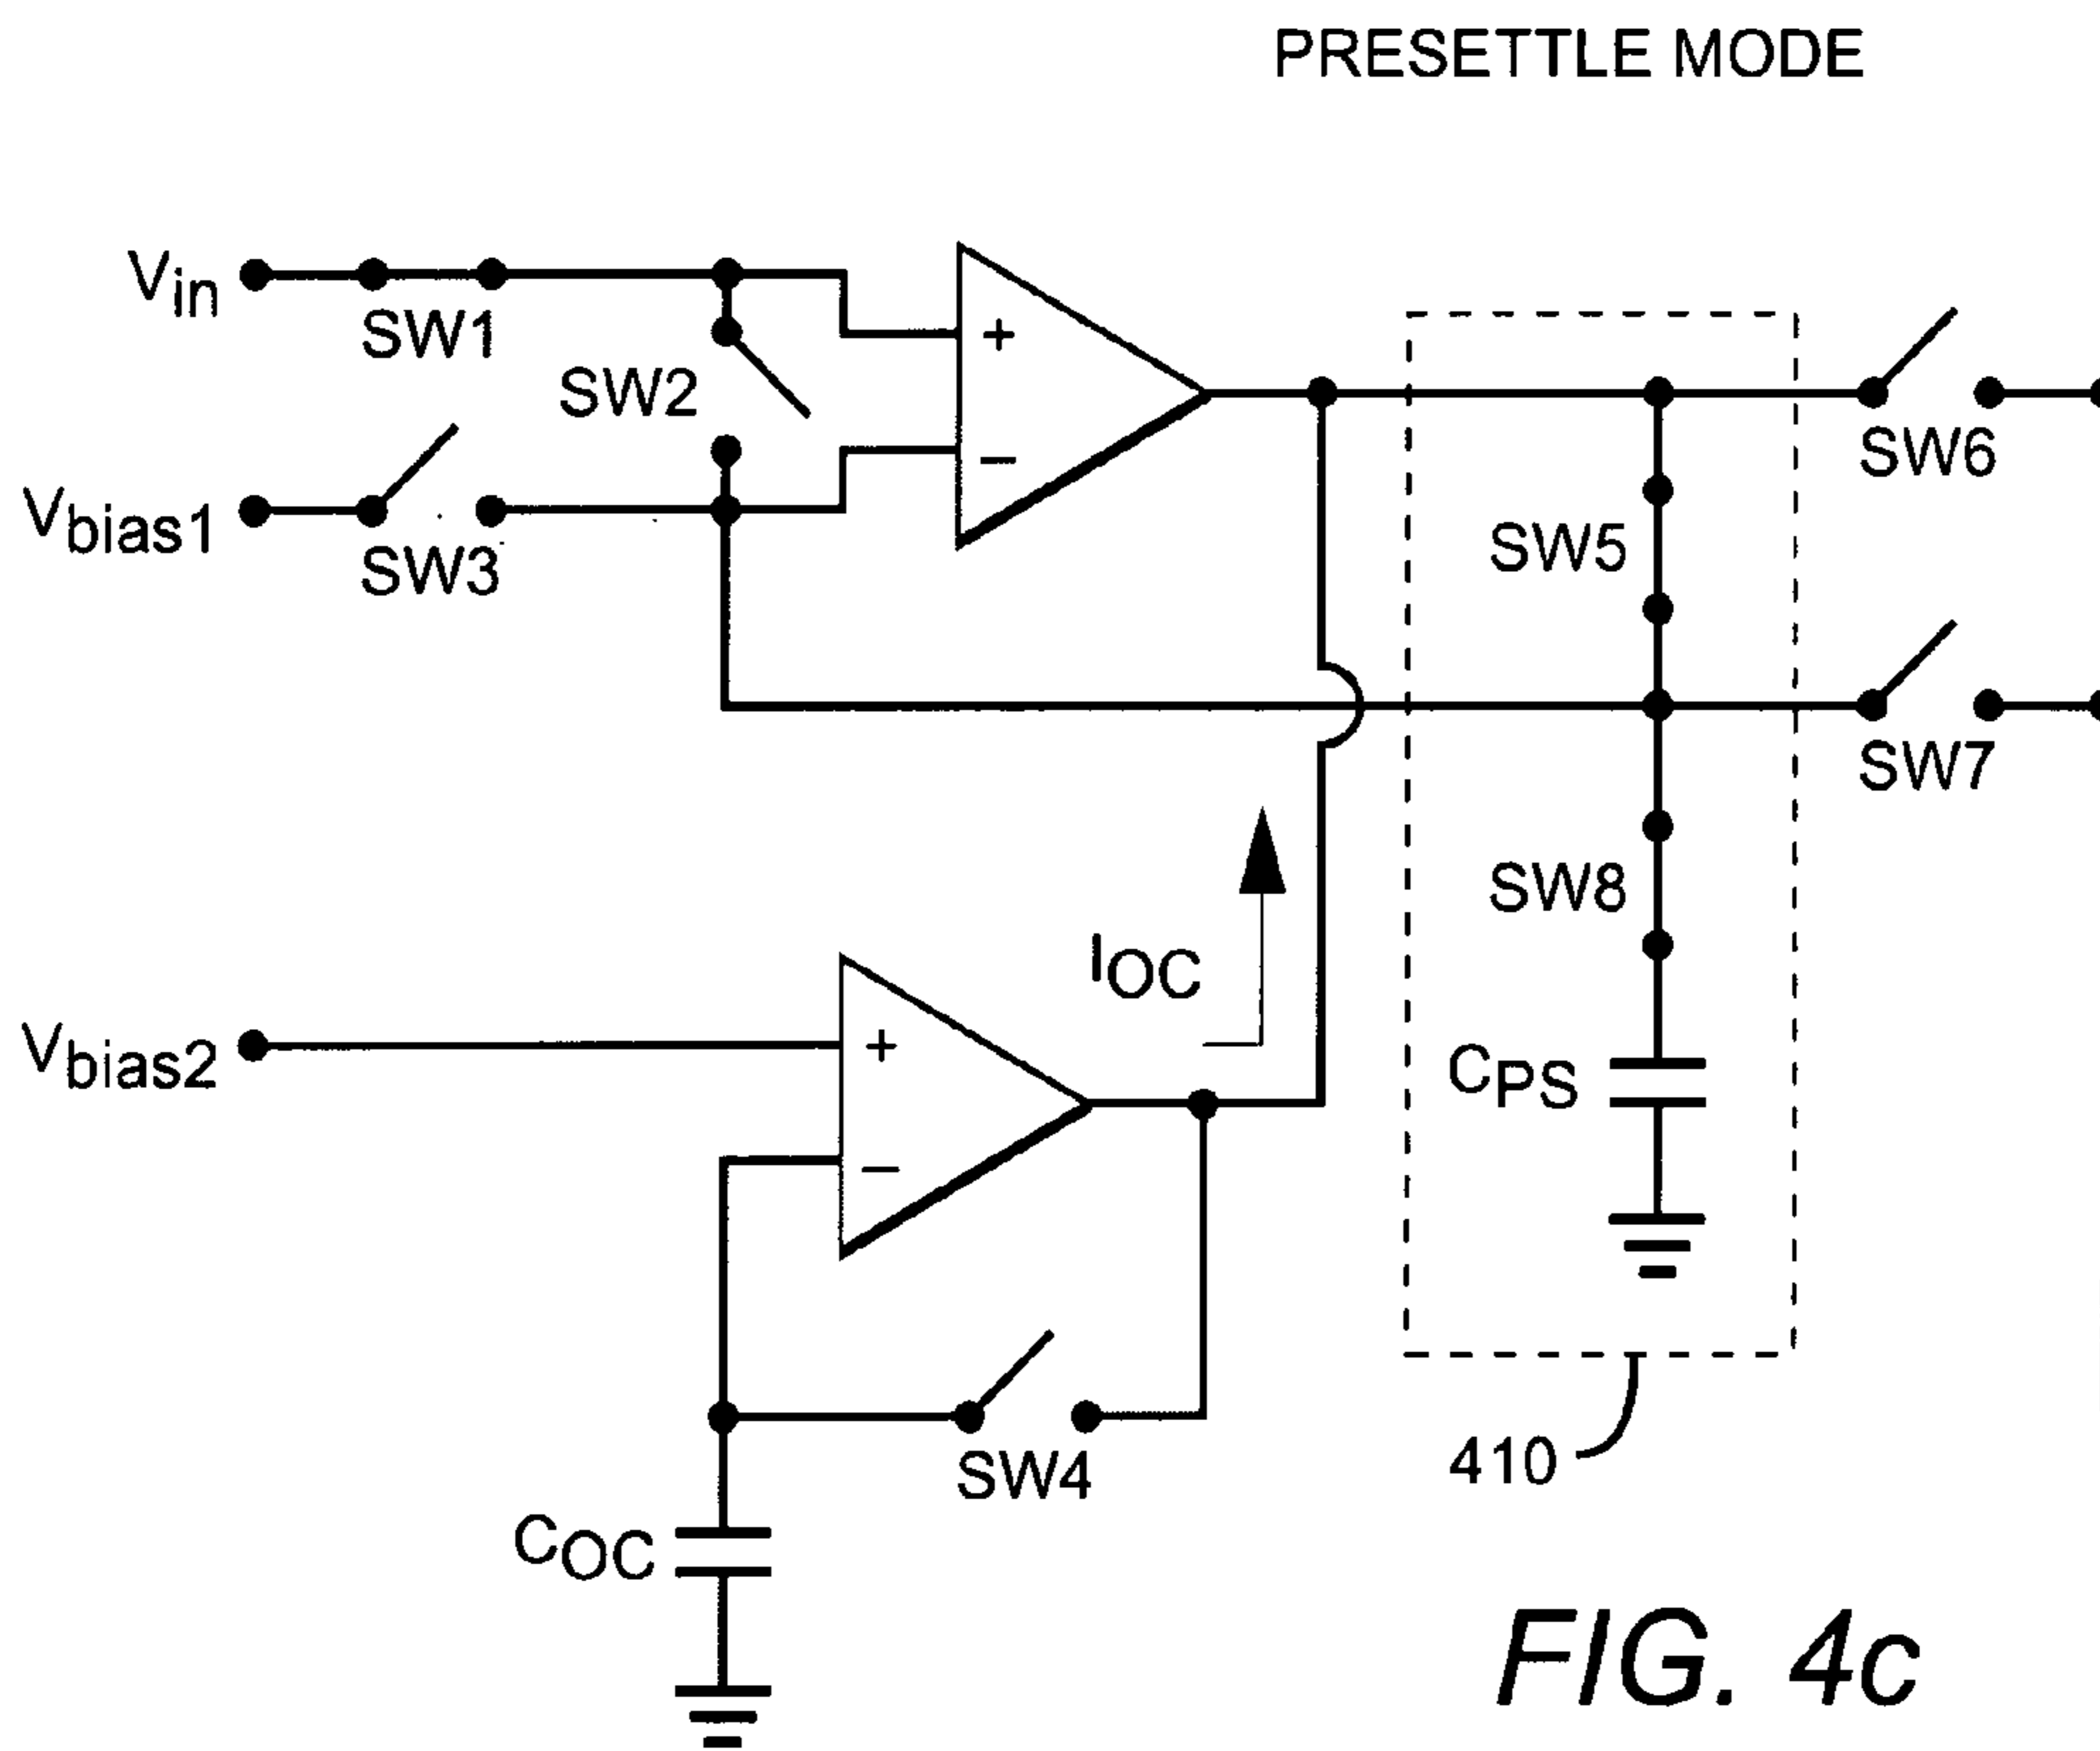 PRESETTLE MODE
Vin
SW1
SW2
+
−
SW6
Vbias1
SW3
SW5
SW7
SW8
IOC
Vbias2
+
−
CPS
SW4
410
COC
FIG. 4c